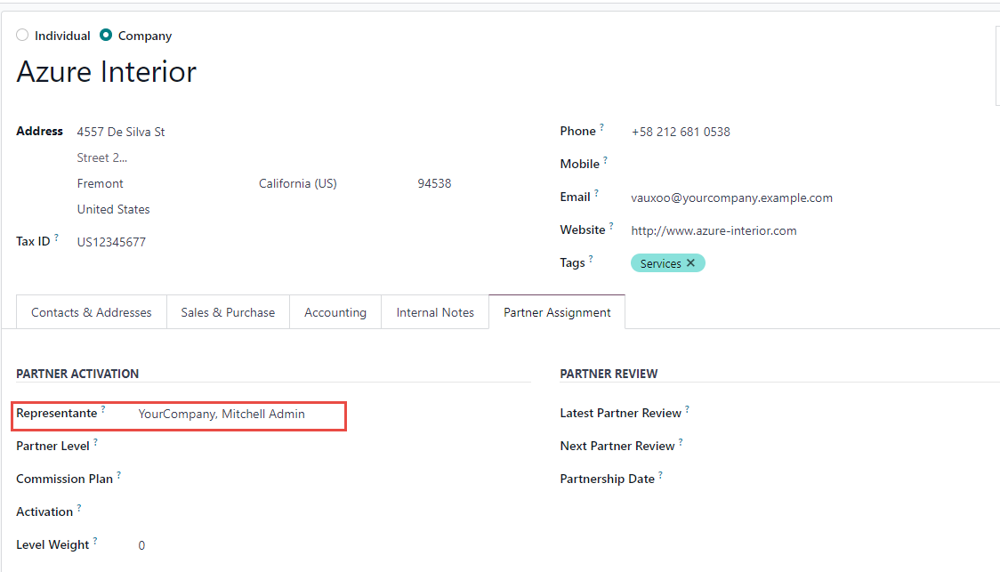 Individual Company
Azure Interior
Address 4557 De Silva St
Street 2...
Fremont California (US) 94538
United States
Tax ID ? US12345677
Phone ? +58 212 681 0538
Mobile ?
Email ? vauxoo@yourcompany.example.com
Website ? http://www.azure-interior.com
Tags ? Services ✕
Contacts & Addresses Sales & Purchase Accounting Internal Notes Partner Assignment
PARTNER ACTIVATION
Representante ? YourCompany, Mitchell Admin
Partner Level ?
Commission Plan ?
Activation ?
Level Weight ? 0
PARTNER REVIEW
Latest Partner Review ?
Next Partner Review ?
Partnership Date ?